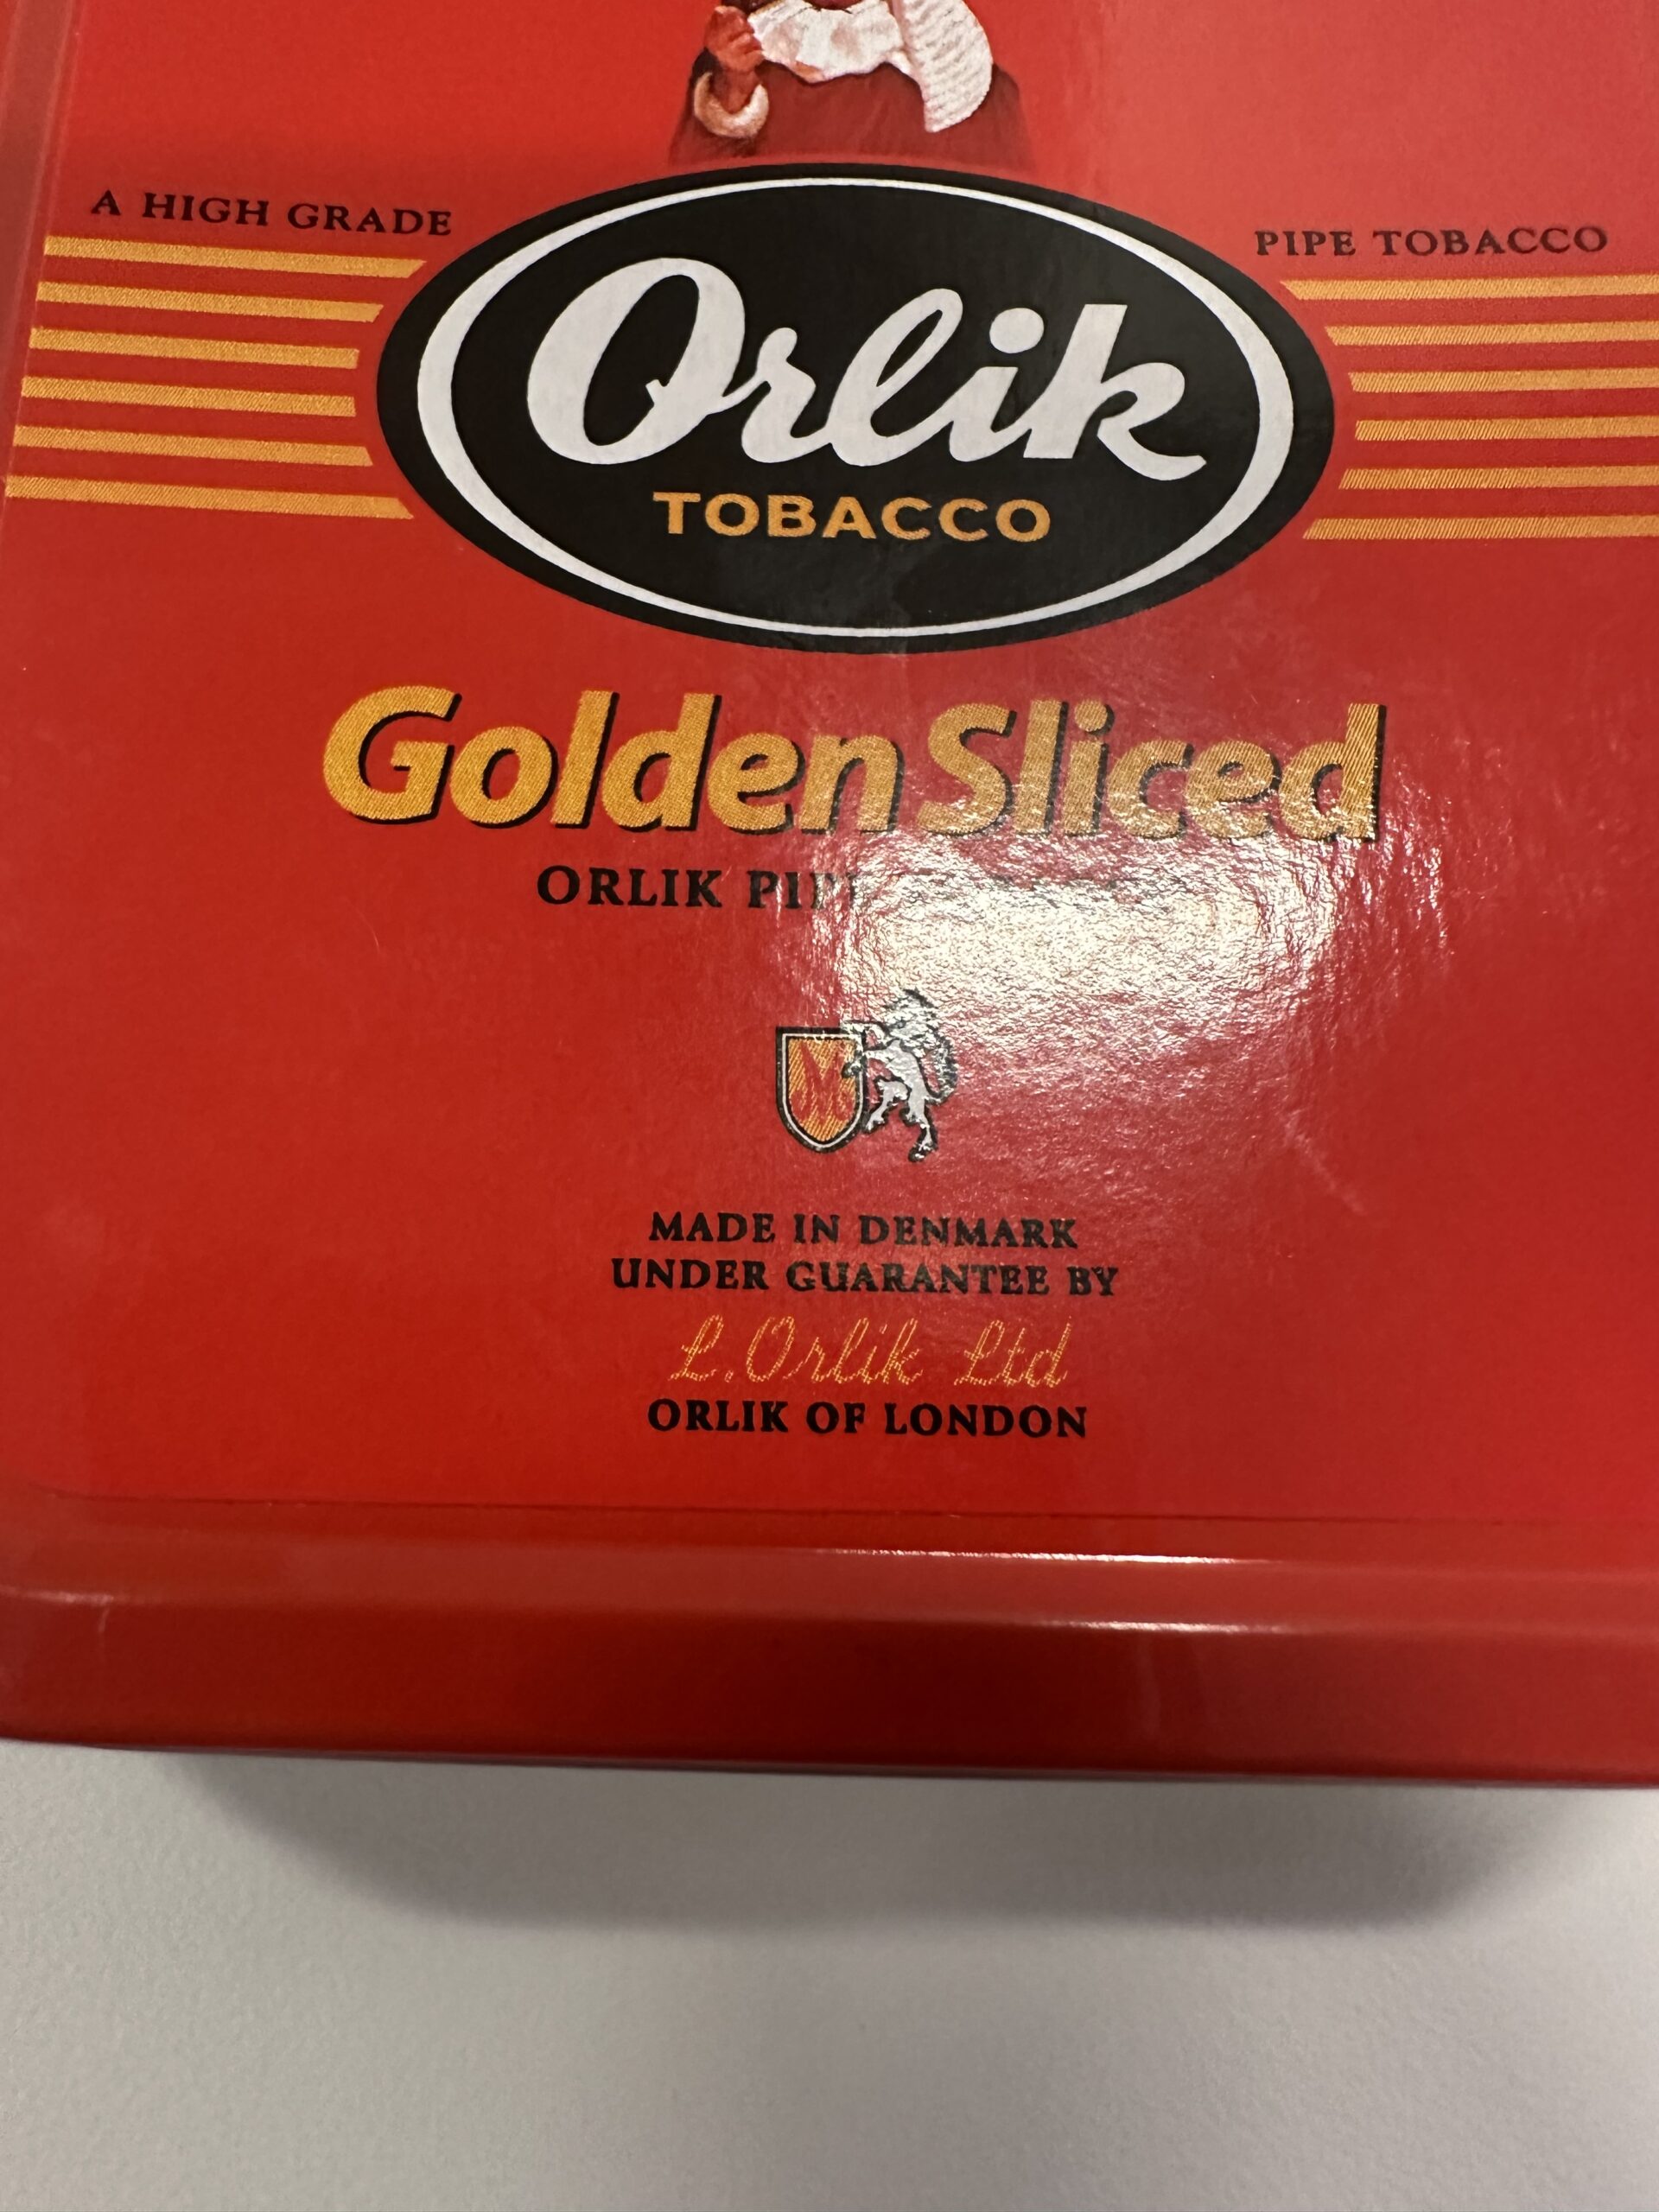 A HIGH GRADE
PIPE TOBACCO
Orlik
TOBACCO
Golden Sliced
ORLIK
MADE IN DENMARK
UNDER GUARANTEE BY
L. Orlik Ltd
ORLIK OF LONDON